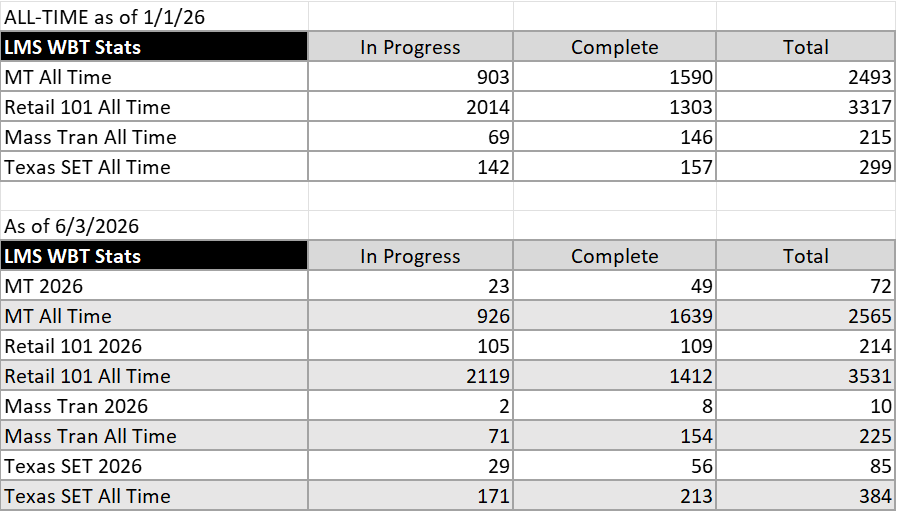 ALL-TIME as of 1/1/26
LMS WBT Stats In Progress Complete Total
MT All Time 903 1590 2493
Retail 101 All Time 2014 1303 3317
Mass Tran All Time 69 146 215
Texas SET All Time 142 157 299
As of 6/3/2026
LMS WBT Stats In Progress Complete Total
MT 2026 23 49 72
MT All Time 926 1639 2565
Retail 101 2026 105 109 214
Retail 101 All Time 2119 1412 3531
Mass Tran 2026 2 8 10
Mass Tran All Time 71 154 225
Texas SET 2026 29 56 85
Texas SET All Time 171 213 384